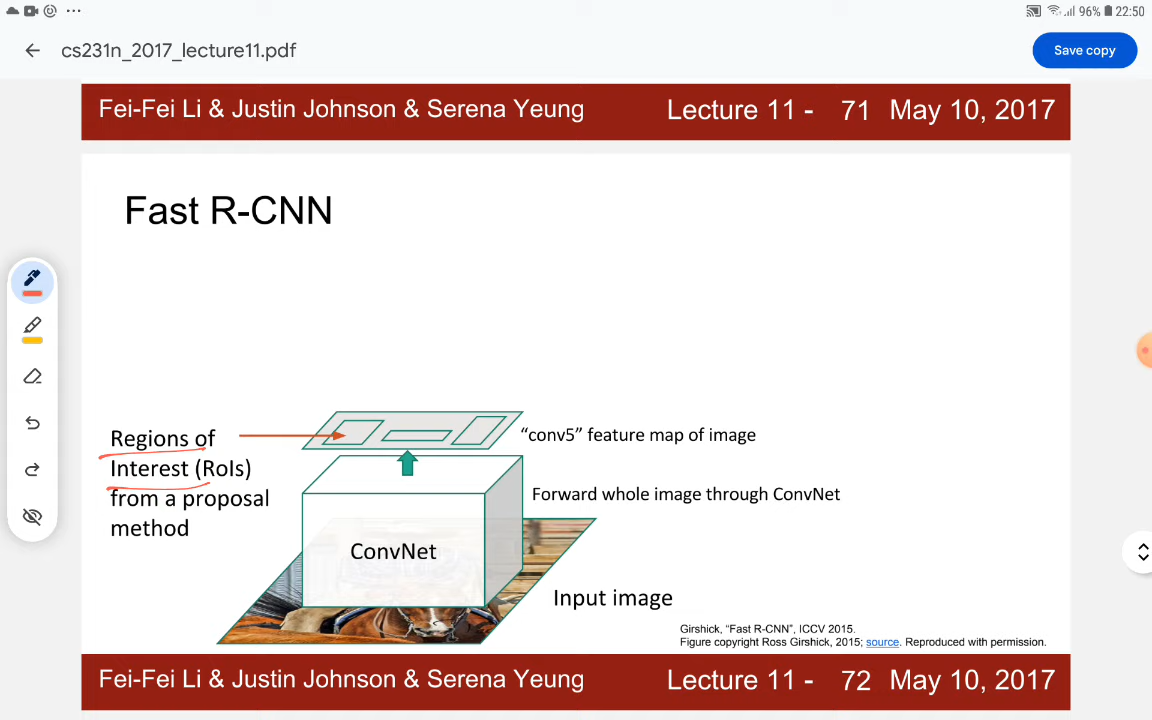 96% 22:50
cs231n_2017_lecture11.pdf
Save copy
Fei-Fei Li & Justin Johnson & Serena Yeung Lecture 11 - 71 May 10, 2017
Fast R-CNN
Regions of
Interest (RoIs)
from a proposal
method
“conv5” feature map of image
Forward whole image through ConvNet
ConvNet
Input image
Girshick, “Fast R-CNN”, ICCV 2015.
Figure copyright Ross Girshick, 2015; source. Reproduced with permission.
Fei-Fei Li & Justin Johnson & Serena Yeung Lecture 11 - 72 May 10, 2017